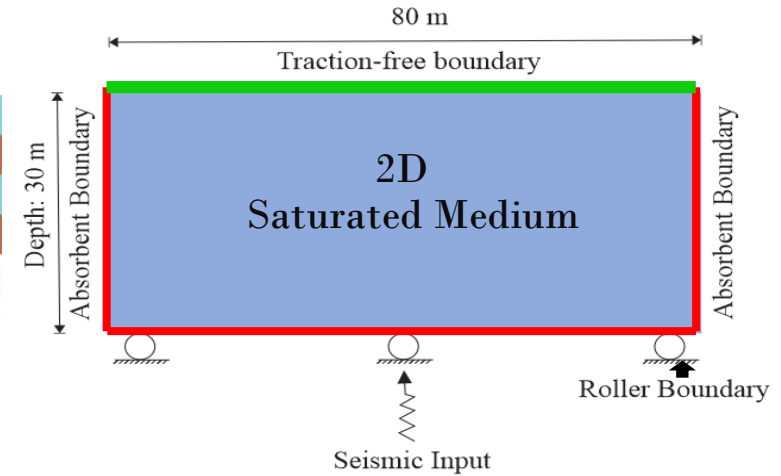 80 m
Traction-free boundary
Depth: 30 m
Absorbent Boundary
2D
Saturated Medium
Absorbent Boundary
Roller Boundary
Seismic Input